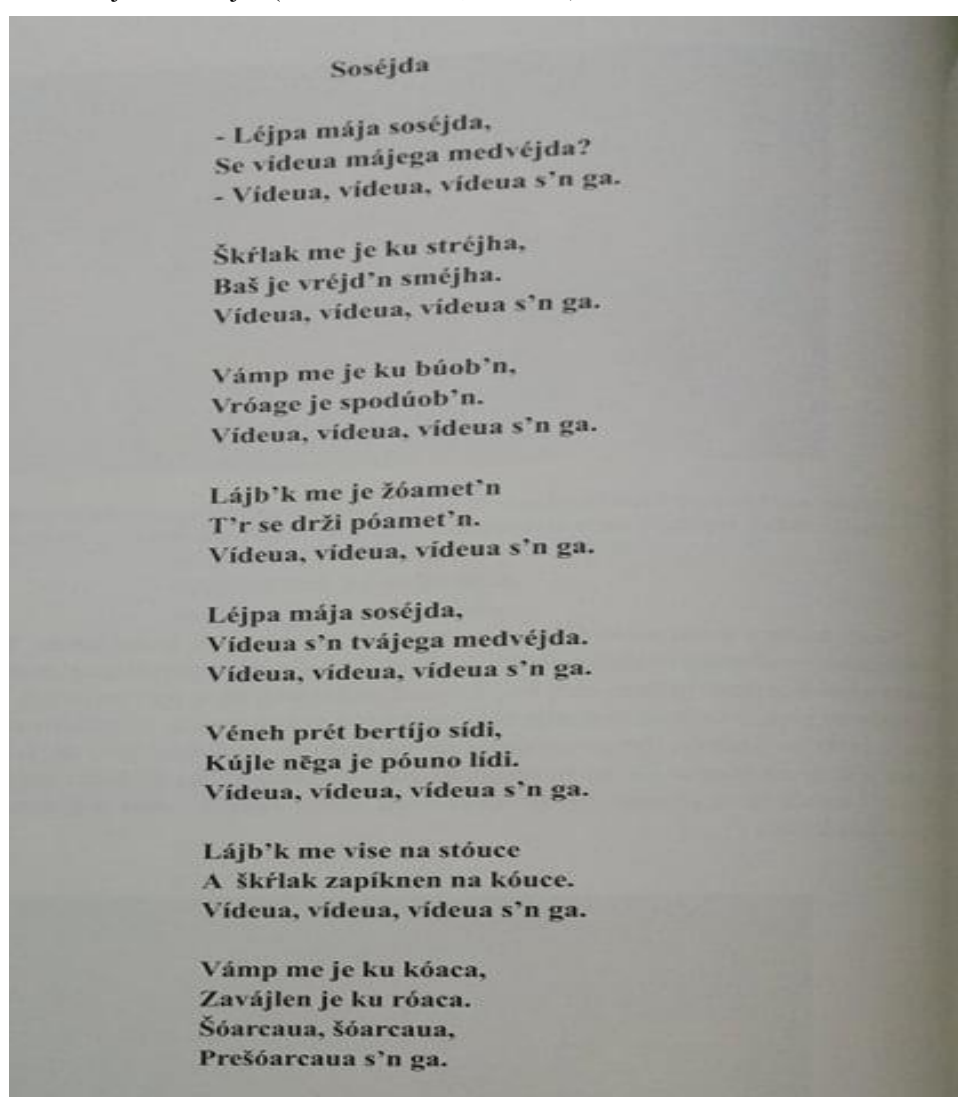 Soséjda
- Léjpa mája soséjda,
Se vídeua májega medvéjda?
- Vídeua, vídeua, vídeua s’n ga.
Škŕlak me je ku stréjha,
Baš je vréjd’n sméjha.
Vídeua, vídeua, vídeua s’n ga.
Vámp me je ku búob’n,
Vróage je spodúob’n.
Vídeua, vídeua, vídeua s’n ga.
Lájb’k me je žóamet’n
T’r se drži póamet’n.
Vídeua, vídeua, vídeua s’n ga.
Léjpa mája soséjda,
Vídeua s’n tvájega medvéjda.
Vídeua, vídeua, vídeua s’n ga.
Véneh prét bertíjo sídi,
Kújle nēga je póuno lídi.
Vídeua, vídeua, vídeua s’n ga.
Lájb’k me vise na stóuce
A škŕlak zapíknen na kóuce.
Vídeua, vídeua, vídeua s’n ga.
Vámp me je ku kóaca,
Zavájlen je ku róaca.
Šóarcaua, šóarcaua,
Prešóarcaua s’n ga.